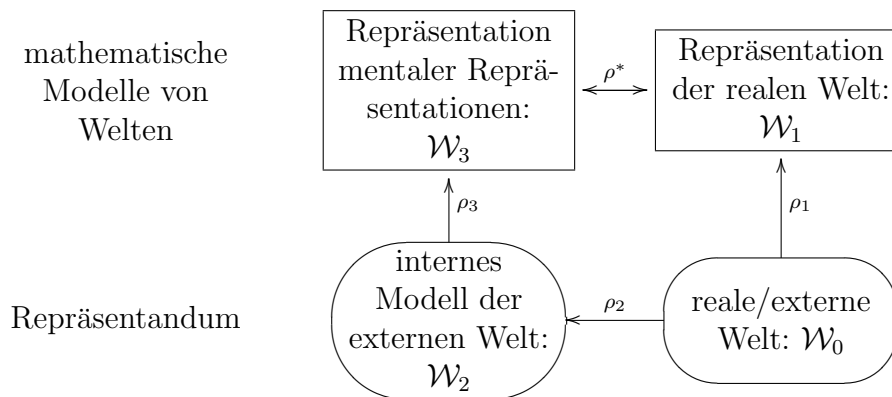 mathematische
Modelle von
Welten
Repräsentation
mentaler Reprä-
sentationen:
𝒲₃
ρ*
Repräsentation
der realen Welt:
𝒲₁
ρ₃
ρ₁
Repräsentandum
internes
Modell der
externen Welt:
𝒲₂
ρ₂
reale/externe
Welt: 𝒲₀